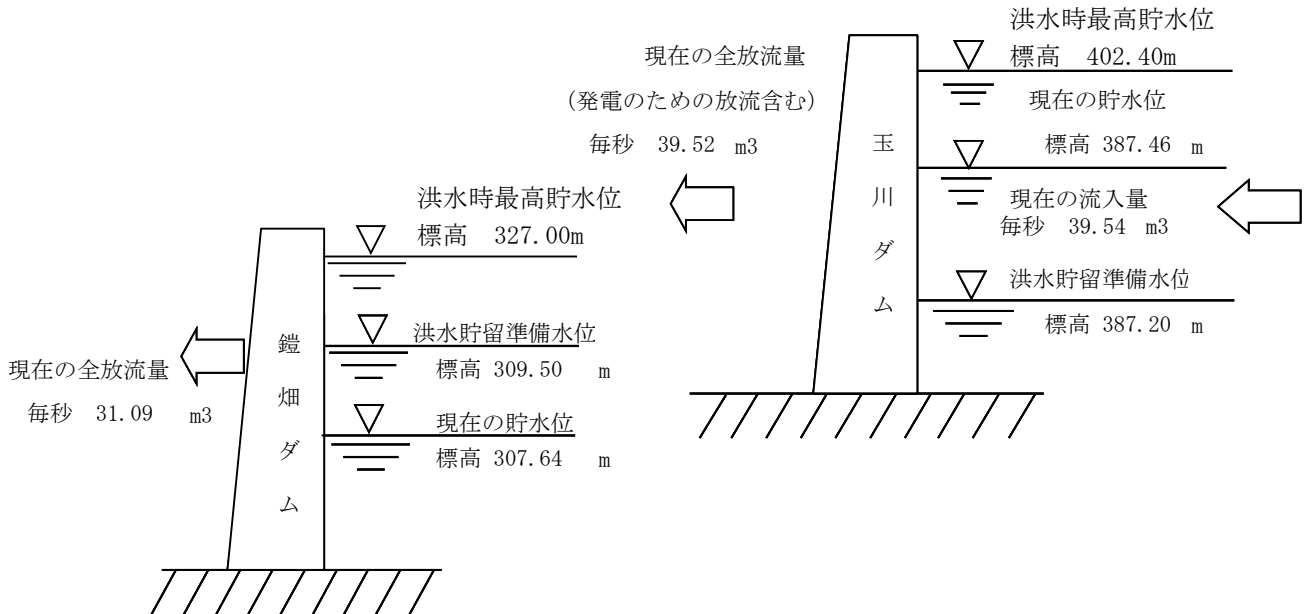 洪水時最高貯水位
標高 402.40m
現在の全放流量
(発電のための放流含む)
毎秒 39.52 m3
現在の貯水位
標高 387.46 m
玉川ダム
現在の流入量
毎秒 39.54 m3
洪水貯留準備水位
標高 387.20 m
洪水時最高貯水位
標高 327.00m
鎧畑ダム
洪水貯留準備水位
標高 309.50 m
現在の全放流量
毎秒 31.09 m3
現在の貯水位
標高 307.64 m